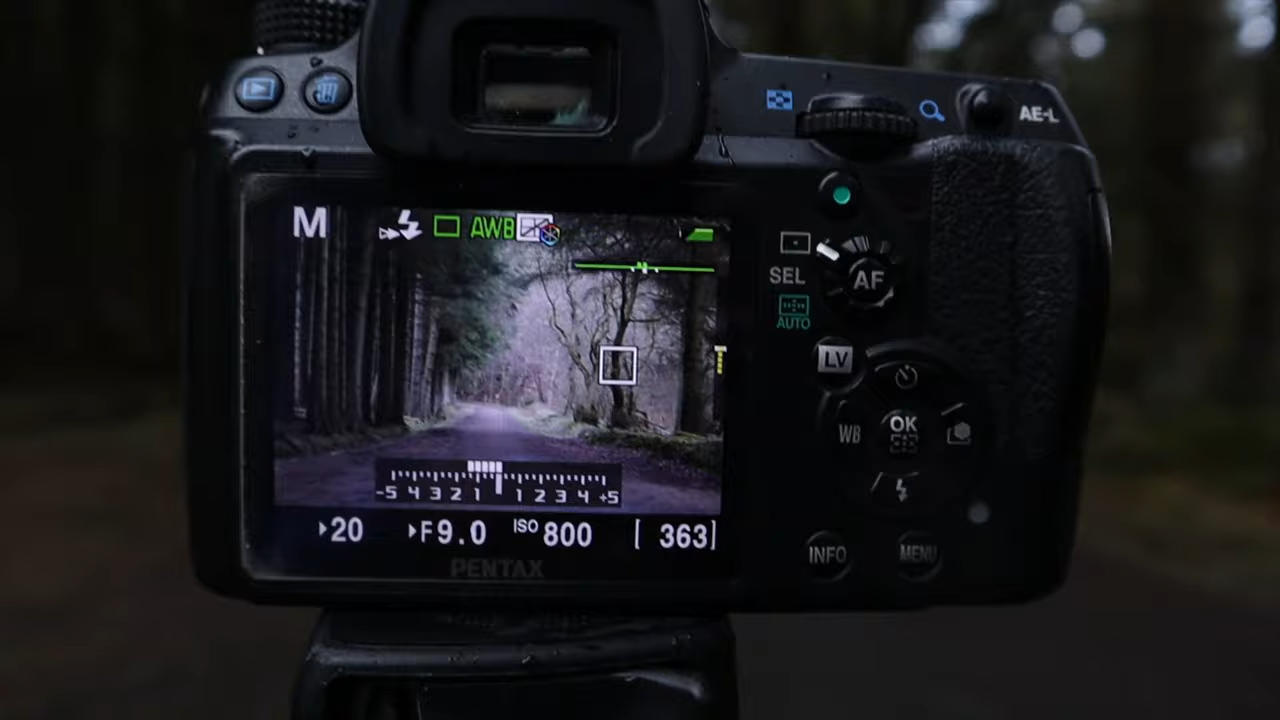 AE-L
M AWB
SEL
AF
AUTO
LV
OK
WB
-5 4 3 2 1 1 2 3 4 +5
20 F9.0 ISO 800 [ 363]
INFO MENU
PENTAX